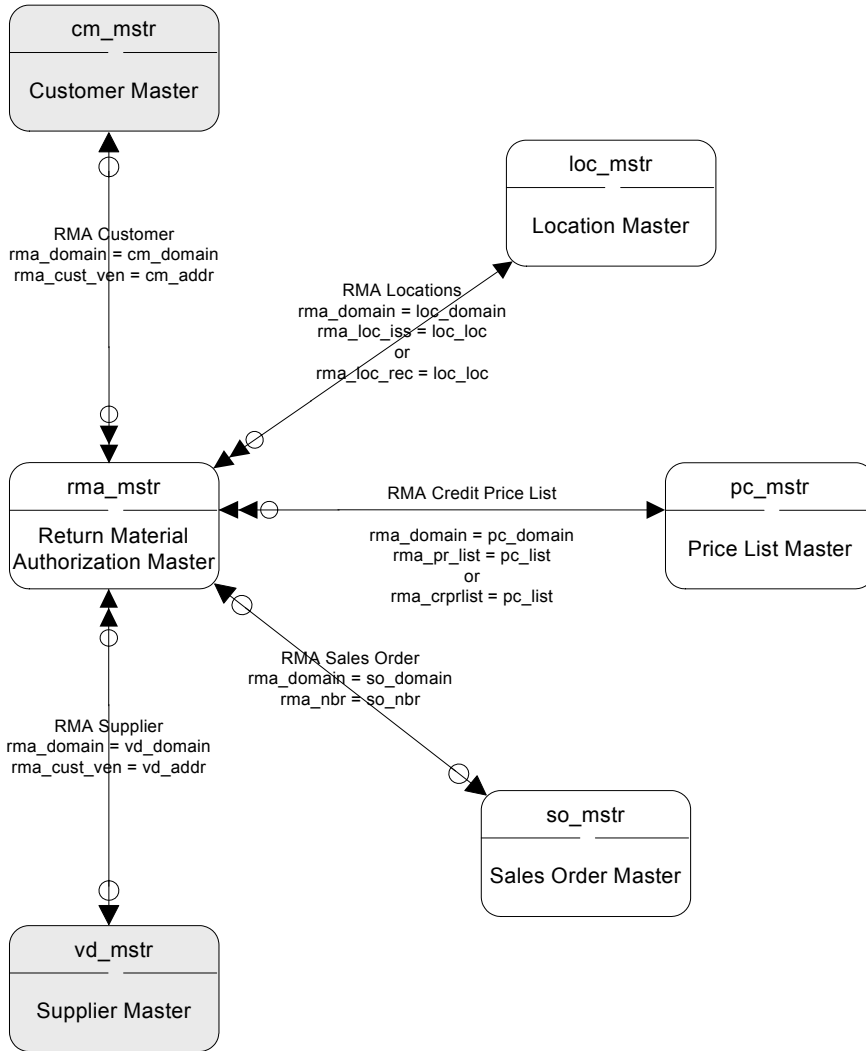 cm_mstr
Customer Master
loc_mstr
Location Master
RMA Customer
rma_domain = cm_domain
rma_cust_ven = cm_addr
RMA Locations
rma_domain = loc_domain
rma_loc_iss = loc_loc
or
rma_loc_rec = loc_loc
rma_mstr
Return Material
Authorization Master
RMA Credit Price List
rma_domain = pc_domain
rma_pr_list = pc_list
or
rma_crprlist = pc_list
pc_mstr
Price List Master
RMA Sales Order
rma_domain = so_domain
rma_nbr = so_nbr
RMA Supplier
rma_domain = vd_domain
rma_cust_ven = vd_addr
so_mstr
Sales Order Master
vd_mstr
Supplier Master